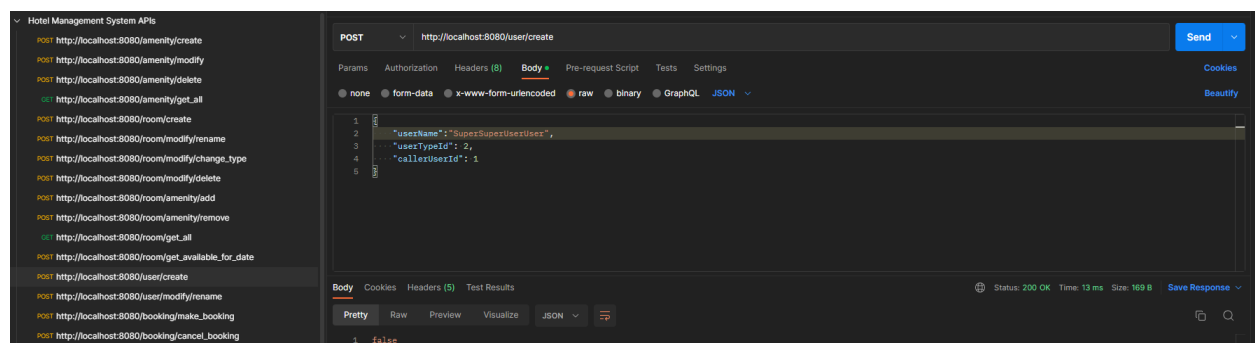 Hotel Management System APIs
POST http://localhost:8080/amenity/create
POST http://localhost:8080/amenity/modify
POST http://localhost:8080/amenity/delete
GET http://localhost:8080/amenity/get_all
POST http://localhost:8080/room/create
POST http://localhost:8080/room/modify/rename
POST http://localhost:8080/room/modify/change_type
POST http://localhost:8080/room/modify/delete
POST http://localhost:8080/room/amenity/add
POST http://localhost:8080/room/amenity/remove
GET http://localhost:8080/room/get_all
POST http://localhost:8080/room/get_available_for_date
POST http://localhost:8080/user/create
POST http://localhost:8080/user/modify/rename
POST http://localhost:8080/booking/make_booking
POST http://localhost:8080/booking/cancel_booking
POST http://localhost:8080/user/create Send
Params Authorization Headers (8) Body Pre-request Script Tests Settings Cookies
none form-data x-www-form-urlencoded raw binary GraphQL JSON Beautify
1 {
2 "userName":"SuperSuperUserUser",
3 "userTypeId": 2,
4 "callerUserId": 1
5 }
Body Cookies Headers (5) Test Results Status: 200 OK Time: 13 ms Size: 169 B Save Response
Pretty Raw Preview Visualize JSON
1 false